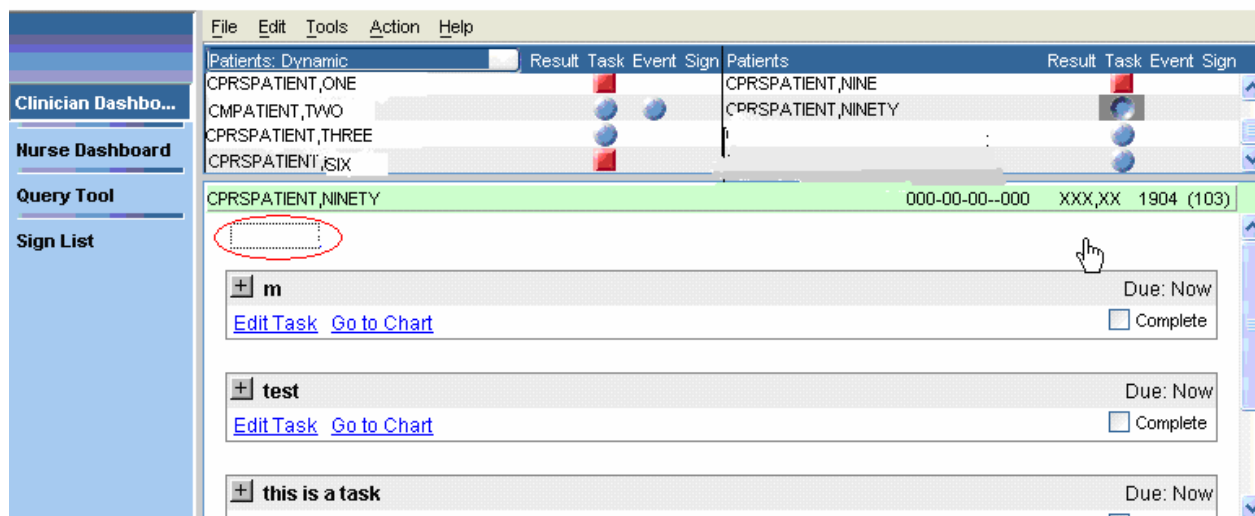 File Edit Tools Action Help
Patients: Dynamic Result Task Event Sign Patients Result Task Event Sign
CPRSPATIENT,ONE CPRSPATIENT,NINE
CMPATIENT,TWO CPRSPATIENT,NINETY
CPRSPATIENT,THREE
CPRSPATIENT,SIX
Clinician Dashbo...
Nurse Dashboard
Query Tool
Sign List
CPRSPATIENT,NINETY 000-00-00--000 XXX,XX 1904 (103)
+ m Due: Now
Edit Task Go to Chart Complete
+ test Due: Now
Edit Task Go to Chart Complete
+ this is a task Due: Now